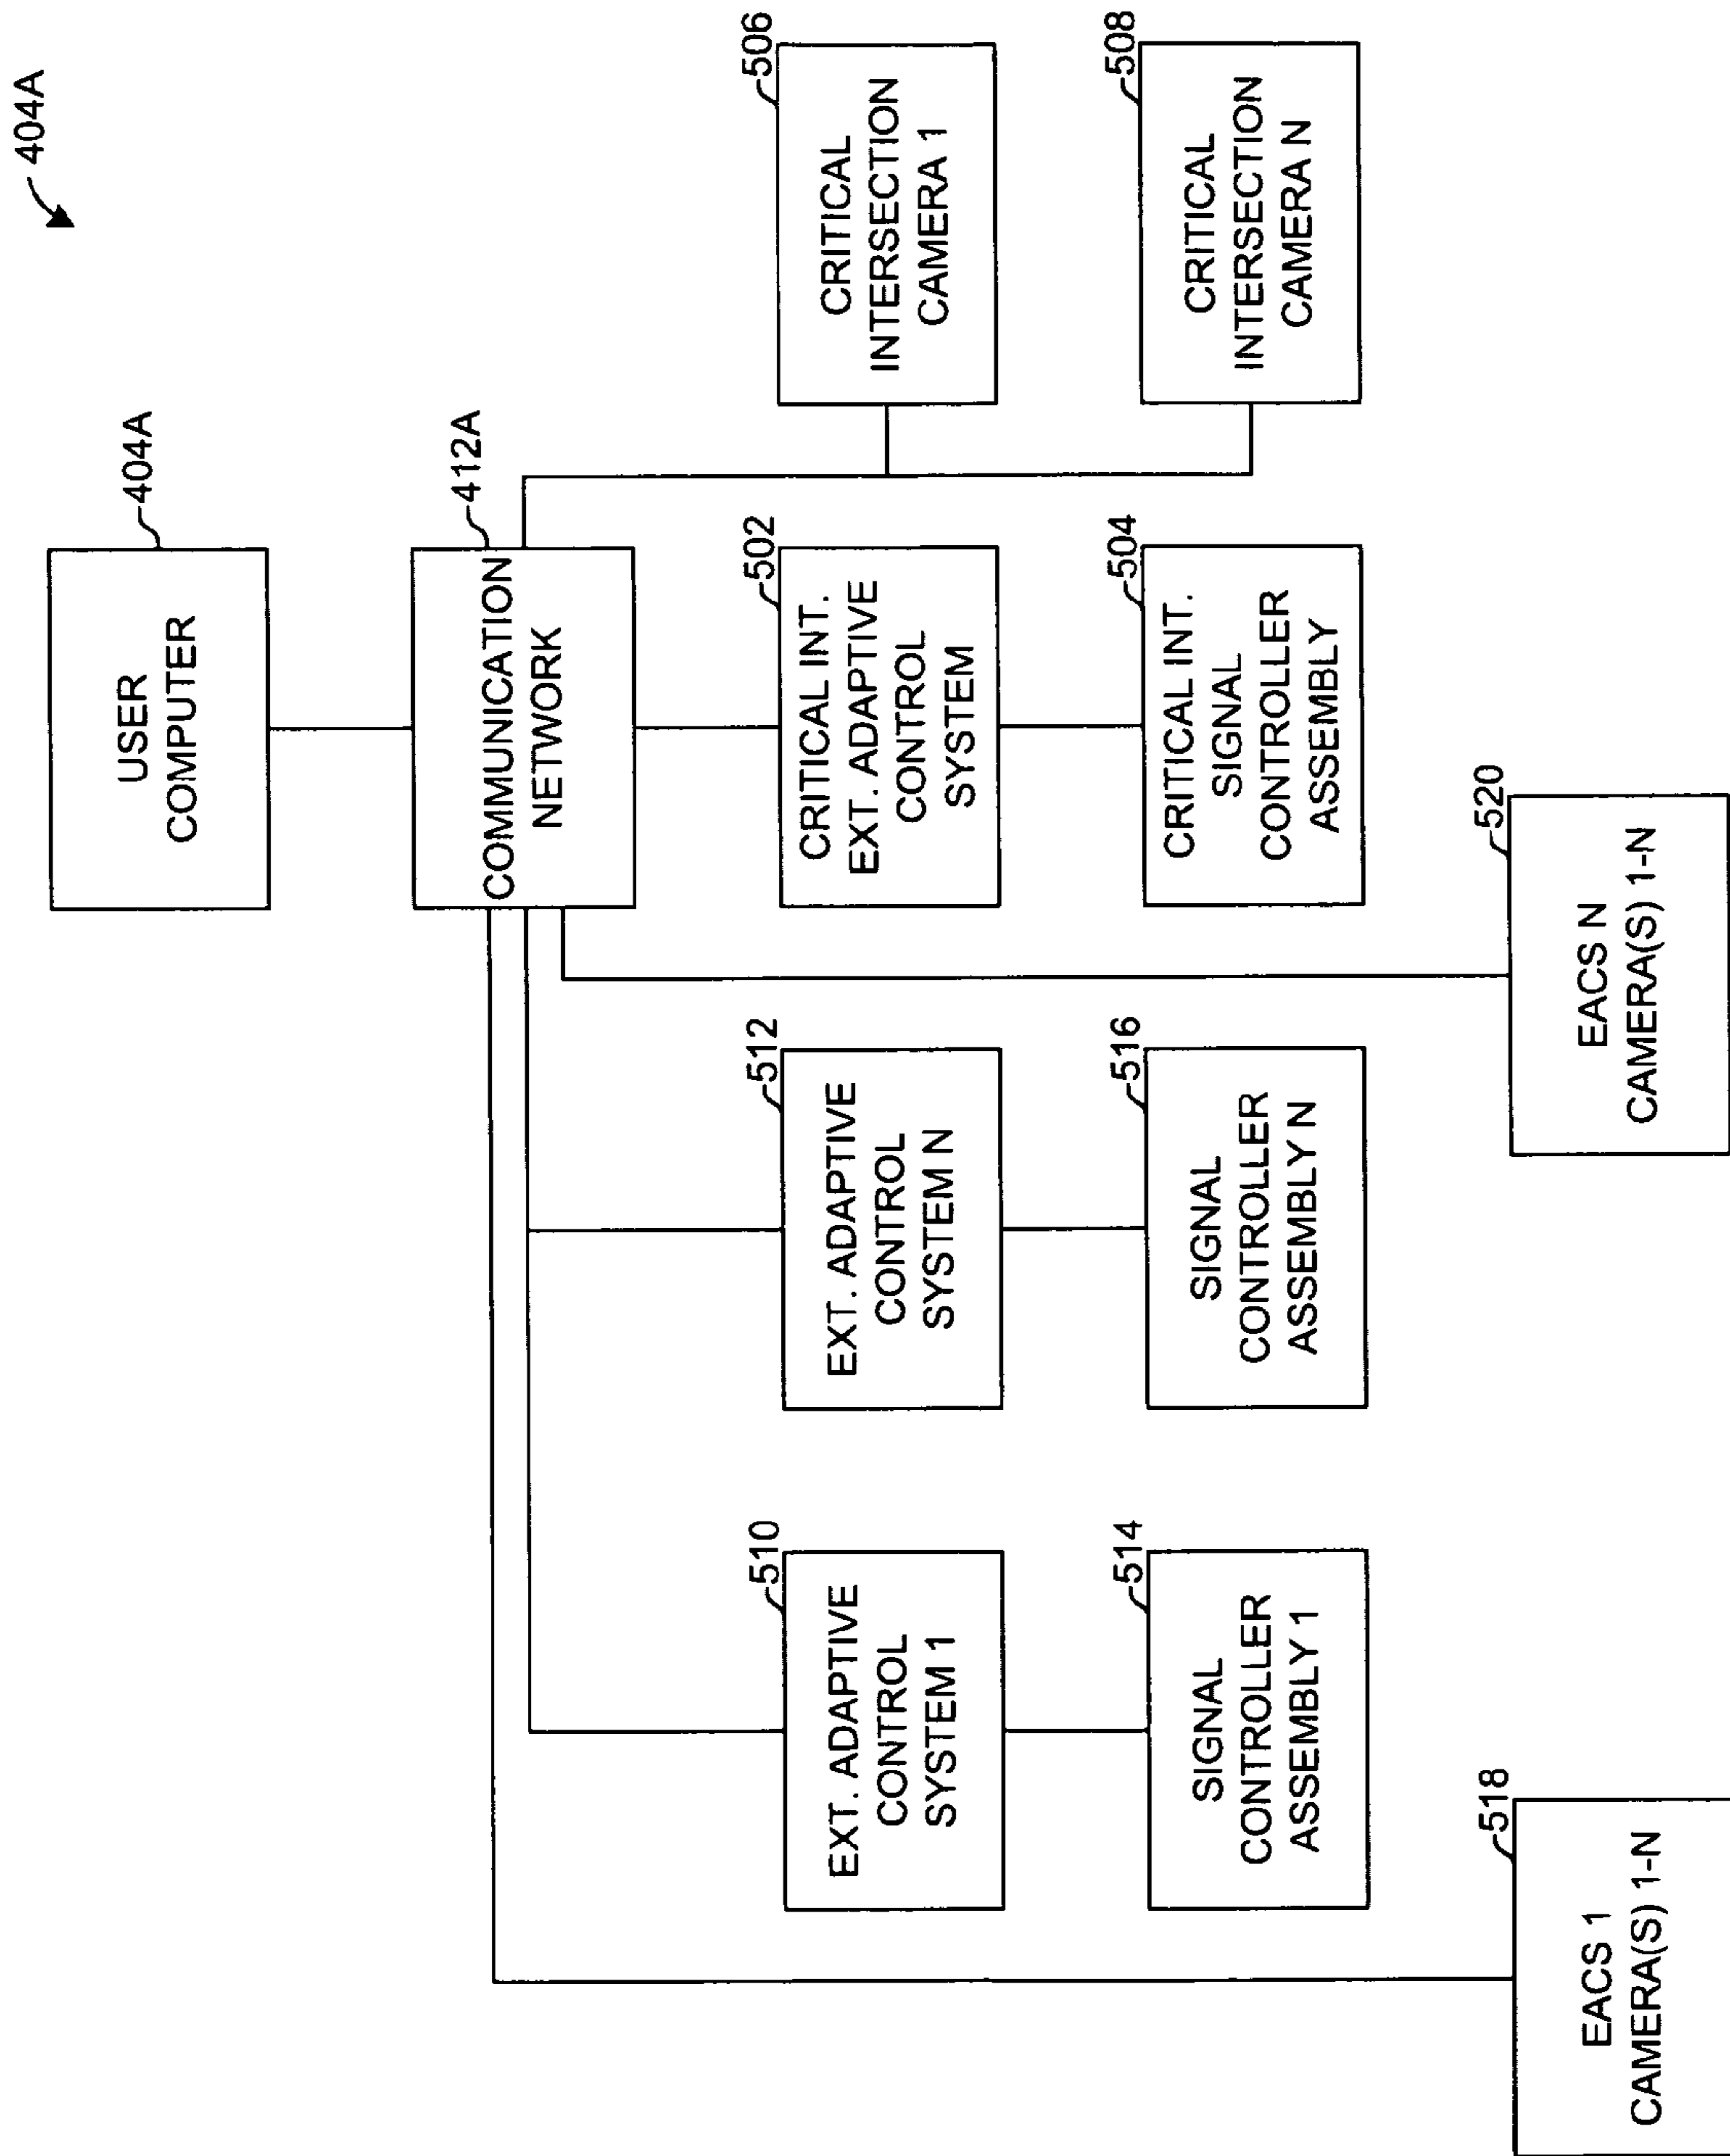 404A
404A
USER
COMPUTER
412A
COMMUNICATION
NETWORK
510
EXT. ADAPTIVE
CONTROL
SYSTEM 1
512
EXT. ADAPTIVE
CONTROL
SYSTEM N
502
CRITICAL INT.
EXT. ADAPTIVE
CONTROL
SYSTEM
506
CRITICAL
INTERSECTION
CAMERA 1
514
SIGNAL
CONTROLLER
ASSEMBLY 1
516
SIGNAL
CONTROLLER
ASSEMBLY N
504
CRITICAL INT.
SIGNAL
CONTROLLER
ASSEMBLY
508
CRITICAL
INTERSECTION
CAMERA N
518
EACS 1
CAMERA(S) 1-N
520
EACS N
CAMERA(S) 1-N